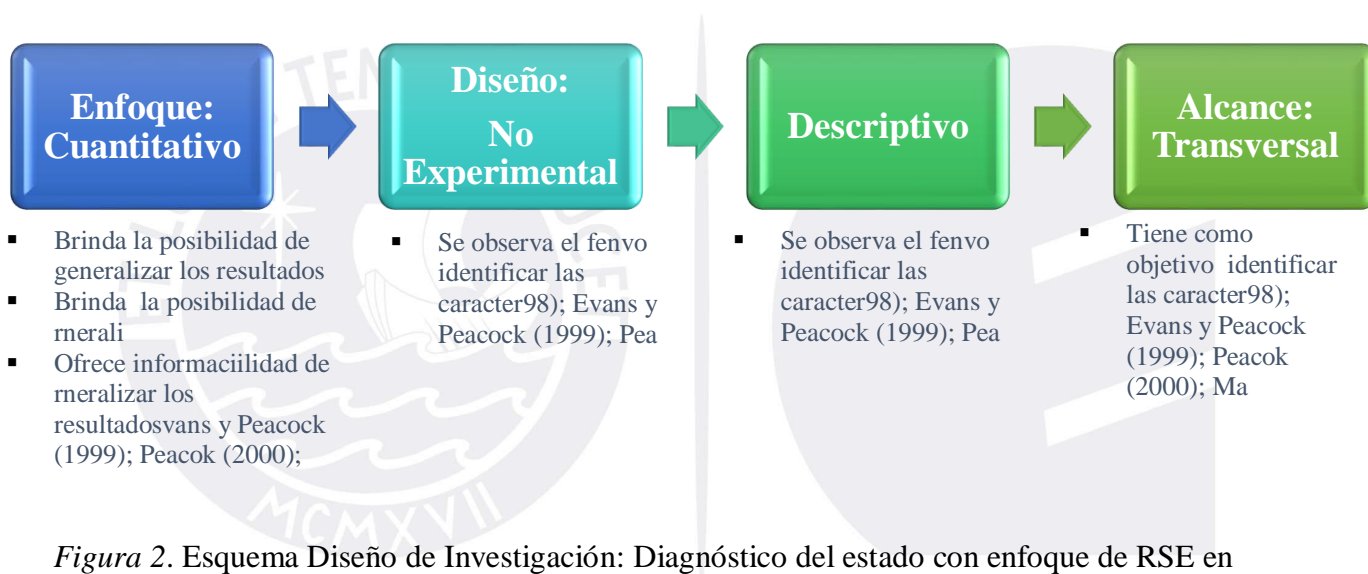 Enfoque:
Cuantitativo
Diseño:
No
Experimental
Descriptivo
Alcance:
Transversal
▪ Brinda la posibilidad de
generalizar los resultados
▪ Brinda la posibilidad de
rnerali
▪ Ofrece informaciilidad de
rneralizar los
resultadosvans y Peacock
(1999); Peacok (2000);
▪ Se observa el fenvo
identificar las
caracter98); Evans y
Peacock (1999); Pea
▪ Se observa el fenvo
identificar las
caracter98); Evans y
Peacock (1999); Pea
▪ Tiene como
objetivo identificar
las caracter98);
Evans y Peacock
(1999); Peacok
(2000); Ma
MCMXVII
Figura 2. Esquema Diseño de Investigación: Diagnóstico del estado con enfoque de RSE en